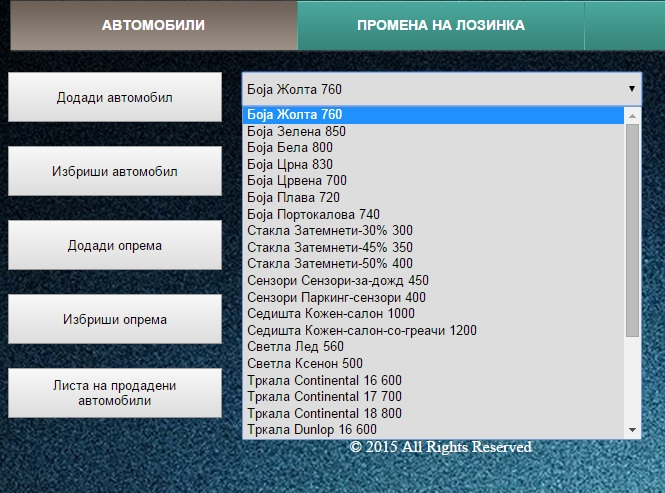 АВТОМОБИЛИ
ПРОМЕНА НА ЛОЗИНКА
Додади автомобил
Избриши автомобил
Додади опрема
Избриши опрема
Листа на продадени
автомобили
Боја Жолта 760
Боја Жолта 760
Боја Зелена 850
Боја Бела 800
Боја Црна 830
Боја Црвена 700
Боја Плава 720
Боја Портокалова 740
Стакла Затемнети-30% 300
Стакла Затемнети-45% 350
Стакла Затемнети-50% 400
Сензори Сензори-за-дожд 450
Сензори Паркинг-сензори 400
Седишта Кожен-салон 1000
Седишта Кожен-салон-со-греачи 1200
Светла Лед 560
Светла Ксенон 500
Тркала Continental 16 600
Тркала Continental 17 700
Тркала Continental 18 800
Тркала Dunlop 16 600
© 2015 All Rights Reserved